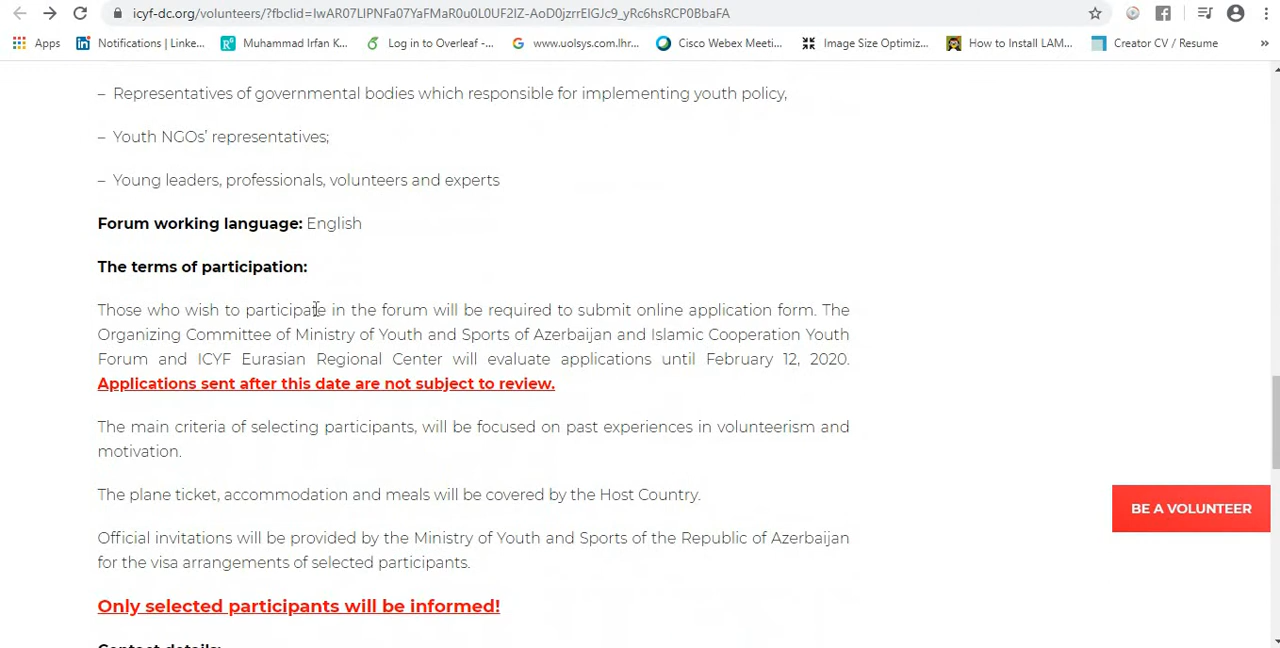 icyf-dc.org/volunteers/?fbclid=IwAR07LIPNFa07YaFMaR0u0L0UF2IZ-AoD0jzrrEIGJc9_yRc6hsRCP0BbaFA
Apps Notifications | Linke... Muhammad Irfan K... Log in to Overleaf -... www.uolsys.com.lhr... Cisco Webex Meeti... Image Size Optimiz... How to Install LAM... Creator CV / Resume »
– Representatives of governmental bodies which responsible for implementing youth policy,
– Youth NGOs’ representatives;
– Young leaders, professionals, volunteers and experts
Forum working language: English
The terms of participation:
Those who wish to participate in the forum will be required to submit online application form. The
Organizing Committee of Ministry of Youth and Sports of Azerbaijan and Islamic Cooperation Youth
Forum and ICYF Eurasian Regional Center will evaluate applications until February 12, 2020.
Applications sent after this date are not subject to review.
The main criteria of selecting participants, will be focused on past experiences in volunteerism and
motivation.
The plane ticket, accommodation and meals will be covered by the Host Country.
BE A VOLUNTEER
Official invitations will be provided by the Ministry of Youth and Sports of the Republic of Azerbaijan
for the visa arrangements of selected participants.
Only selected participants will be informed!
Contact details: